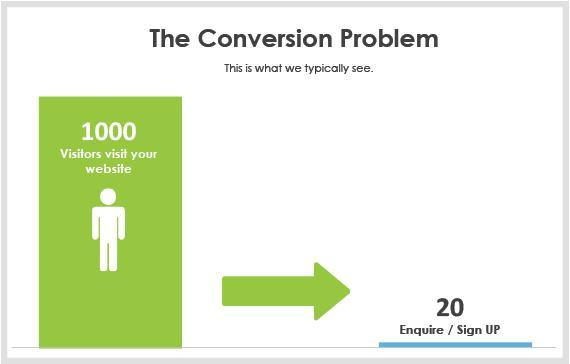 The Conversion Problem
This is what we typically see.
1000
Visitors visit your
website
20
Enquire / Sign UP